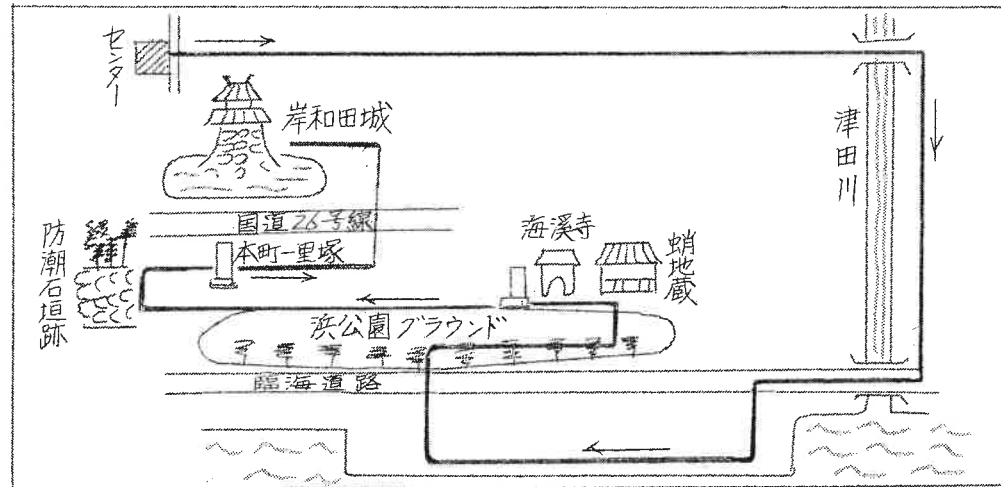 センター
岸和田城
津田川
国道26号線
海溪寺
蛸地蔵
防潮石垣跡
本町一里塚
浜公園グラウンド
臨海道路